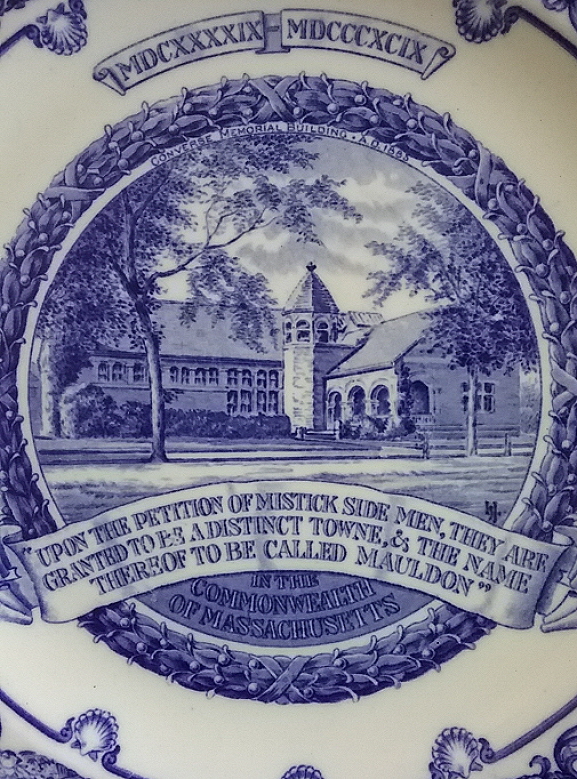 MDCXXXXIX - MDCCCXCIX
CONVERSE MEMORIAL BUILDING • A.D. 1885
"UPON THE PETITION OF MISTICK SIDE MEN, THEY ARE
GRANTED TO BE A DISTINCT TOWNE, & THE NAME
THEREOF TO BE CALLED MAULDON"
IN THE
COMMONWEALTH
OF MASSACHUSETTS